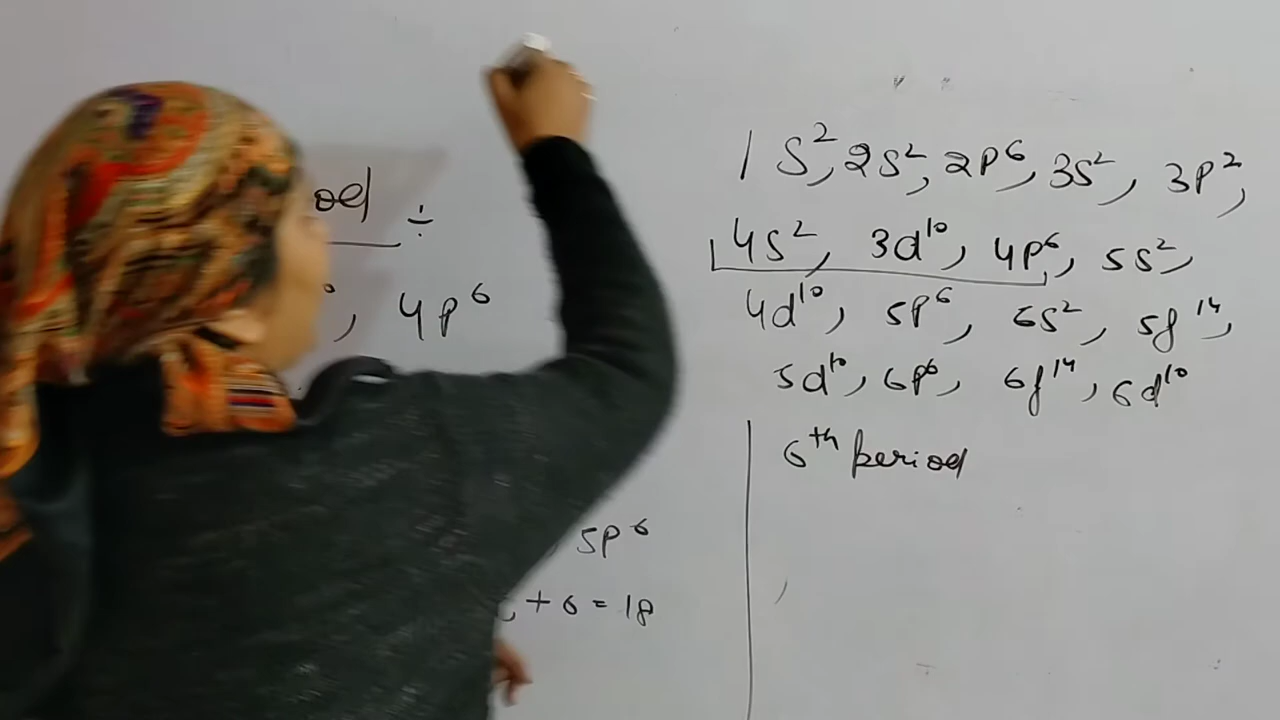 od ÷
, 4p⁶
5p⁶
+ 6 = 18
1s², 2s², 2p⁶, 3s², 3p²,
4s², 3d¹⁰, 4p⁶, 5s²,
4d¹⁰, 5p⁶, 6s², 5f¹⁴,
5d¹⁰, 6p⁶, 6f¹⁴, 6d¹⁰
6th period